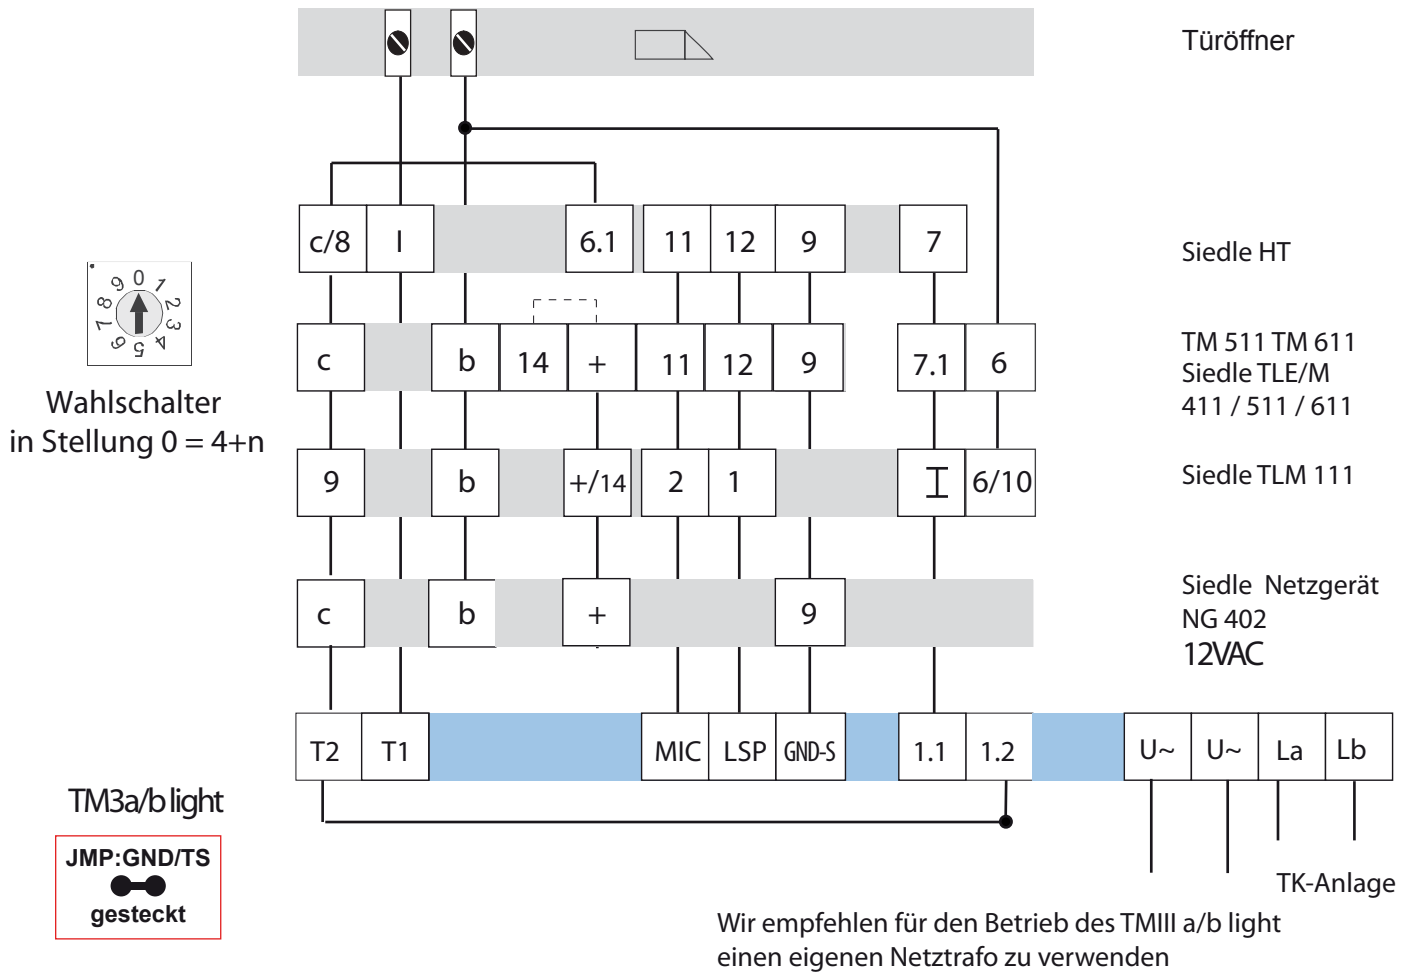 Türöffner
c/8 I 6.1 11 12 9 7
Siedle HT
0 1 2 3 4 5 6 7 8 9
Wahlschalter
in Stellung 0 = 4+n
c b 14 + 11 12 9 7.1 6
TM 511 TM 611
Siedle TLE/M
411 / 511 / 611
9 b +/14 2 1 I 6/10
Siedle TLM 111
c b + 9
Siedle Netzgerät
NG 402
12VAC
T2 T1 MIC LSP GND-S 1.1 1.2 U~ U~ La Lb
TM3a/b light
JMP:GND/TS
gesteckt
TK-Anlage
Wir empfehlen für den Betrieb des TMIII a/b light
einen eigenen Netztrafo zu verwenden